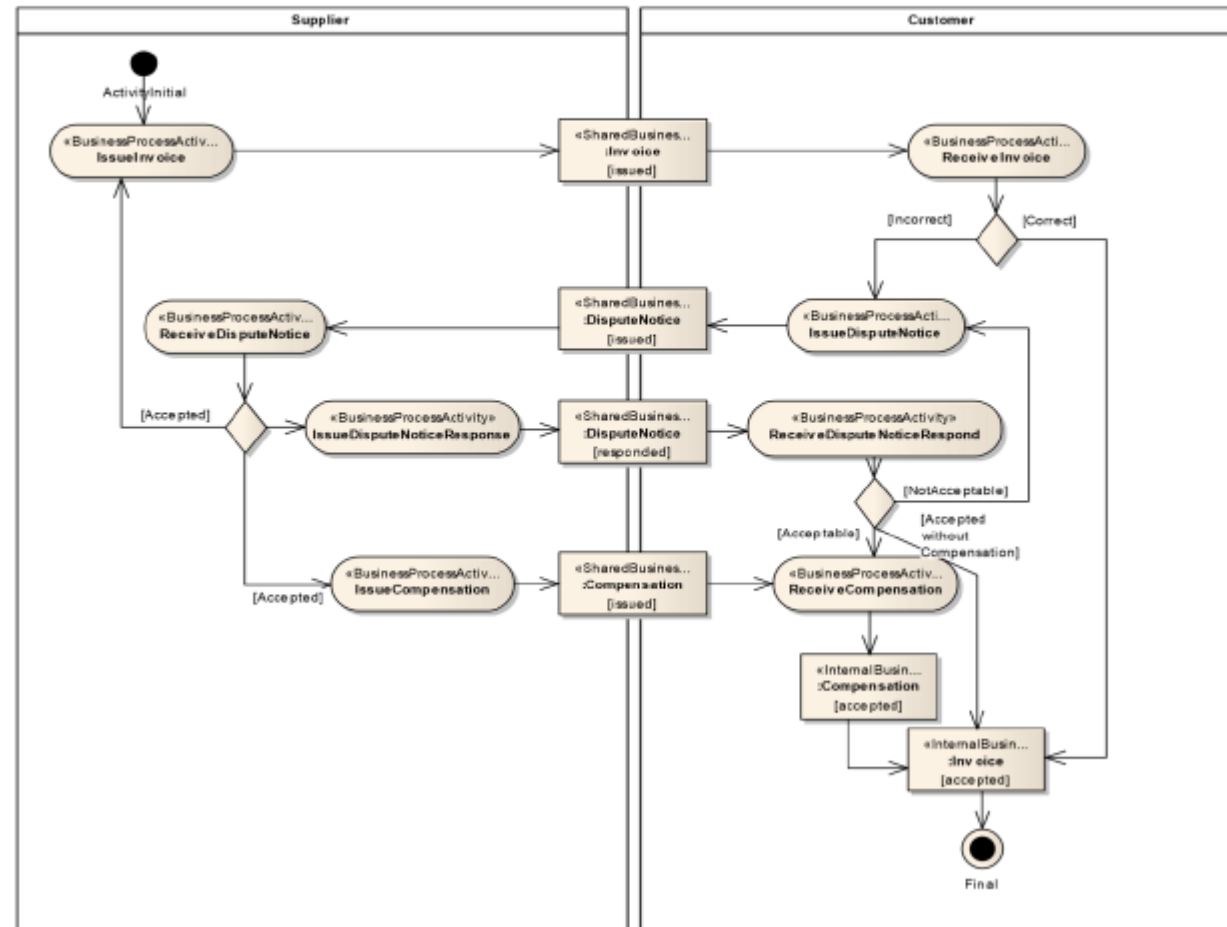 Supplier
Customer
ActivityInitial
«BusinessProcessActiv...
IssueInvoice
«SharedBusines...
:Invoice
[issued]
«BusinessProcessActi...
ReceiveInvoice
[Incorrect]
[Correct]
«BusinessProcessActiv...
ReceiveDisputeNotice
«SharedBusines...
:DisputeNotice
[issued]
«BusinessProcessActi...
IssueDisputeNotice
[Accepted]
«BusinessProcessActivity»
IssueDisputeNoticeResponse
«SharedBusines...
:DisputeNotice
[responded]
«BusinessProcessActivity»
ReceiveDisputeNoticeRespond
[NotAcceptable]
[Acceptable]
[Accepted
without
Compensation]
[Accepted]
«BusinessProcessActiv...
IssueCompensation
«SharedBusines...
:Compensation
[issued]
«BusinessProcessActiv...
ReceiveCompensation
«InternalBusin...
:Compensation
[accepted]
«InternalBusin...
:Invoice
[accepted]
Final